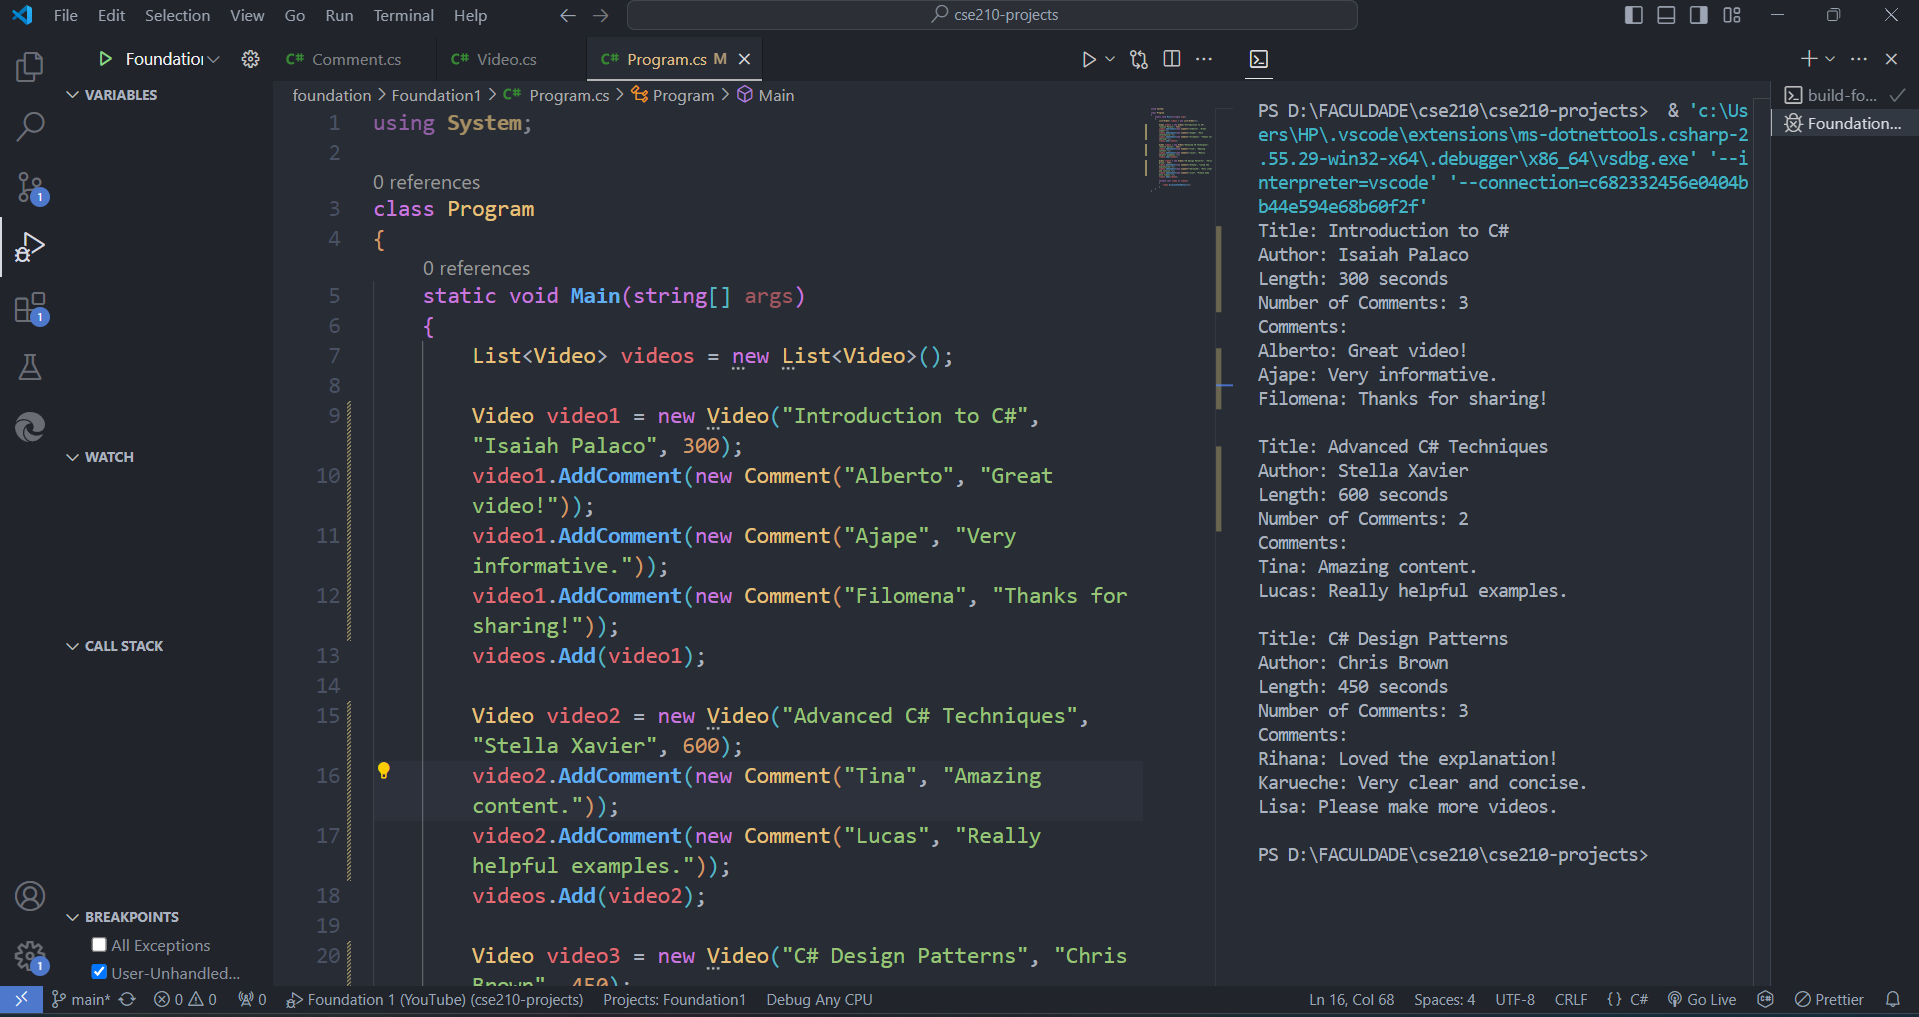 File Edit Selection View Go Run Terminal Help
cse210-projects
Foundation
C# Comment.cs
C# Video.cs
C# Program.cs M
VARIABLES
WATCH
CALL STACK
BREAKPOINTS
All Exceptions
User-Unhandled...
1
1
1
foundation > Foundation1 > C# Program.cs > Program > Main
1 using System;
2
0 references
3 class Program
4 {
0 references
5 static void Main(string[] args)
6 {
7 List<Video> videos = new List<Video>();
8
9 Video video1 = new Video("Introduction to C#",
"Isaiah Palaco", 300);
10 video1.AddComment(new Comment("Alberto", "Great
video!"));
11 video1.AddComment(new Comment("Ajape", "Very
informative."));
12 video1.AddComment(new Comment("Filomena", "Thanks for
sharing!"));
13 videos.Add(video1);
14
15 Video video2 = new Video("Advanced C# Techniques",
"Stella Xavier", 600);
16 video2.AddComment(new Comment("Tina", "Amazing
content."));
17 video2.AddComment(new Comment("Lucas", "Really
helpful examples."));
18 videos.Add(video2);
19
20 Video video3 = new Video("C# Design Patterns", "Chris
Brown", 450);
PS D:\FACULDADE\cse210\cse210-projects> & 'c:\Us
ers\HP\.vscode\extensions\ms-dotnettools.csharp-2
.55.29-win32-x64\.debugger\x86_64\vsdbg.exe' '--i
nterpreter=vscode' '--connection=c682332456e0404b
b44e594e68b60f2f'
Title: Introduction to C#
Author: Isaiah Palaco
Length: 300 seconds
Number of Comments: 3
Comments:
Alberto: Great video!
Ajape: Very informative.
Filomena: Thanks for sharing!
Title: Advanced C# Techniques
Author: Stella Xavier
Length: 600 seconds
Number of Comments: 2
Comments:
Tina: Amazing content.
Lucas: Really helpful examples.
Title: C# Design Patterns
Author: Chris Brown
Length: 450 seconds
Number of Comments: 3
Comments:
Rihana: Loved the explanation!
Karueche: Very clear and concise.
Lisa: Please make more videos.
PS D:\FACULDADE\cse210\cse210-projects>
build-fo...
Foundation...
main* 0 0 0 Foundation 1 (YouTube) (cse210-projects) Projects: Foundation1 Debug Any CPU Ln 16, Col 68 Spaces: 4 UTF-8 CRLF {} C# Go Live Prettier